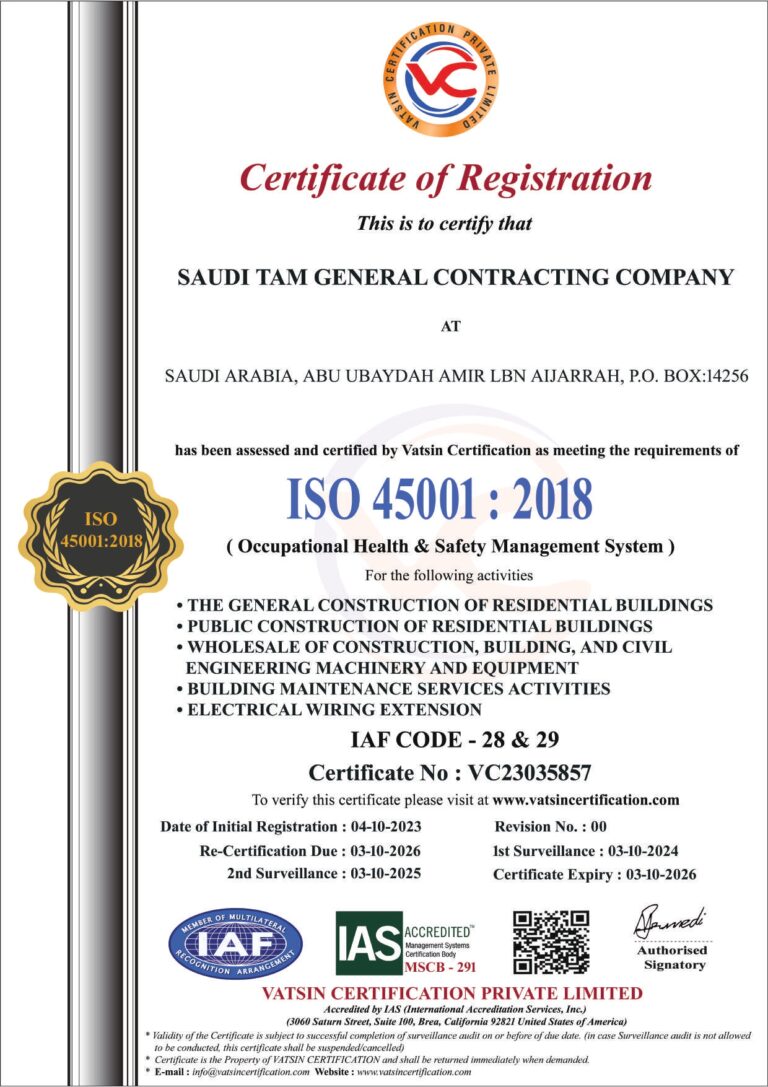 VATSIN CERTIFICATION PRIVATE LIMITED
VC
Certificate of Registration
This is to certify that
SAUDI TAM GENERAL CONTRACTING COMPANY
AT
SAUDI ARABIA, ABU UBAYDAH AMIR LBN AIJARRAH, P.O. BOX:14256
has been assessed and certified by Vatsin Certification as meeting the requirements of
ISO 45001 : 2018
ISO
45001:2018
( Occupational Health & Safety Management System )
For the following activities
• THE GENERAL CONSTRUCTION OF RESIDENTIAL BUILDINGS
• PUBLIC CONSTRUCTION OF RESIDENTIAL BUILDINGS
• WHOLESALE OF CONSTRUCTION, BUILDING, AND CIVIL
ENGINEERING MACHINERY AND EQUIPMENT
• BUILDING MAINTENANCE SERVICES ACTIVITIES
• ELECTRICAL WIRING EXTENSION
IAF CODE - 28 & 29
Certificate No : VC23035857
To verify this certificate please visit at www.vatsincertification.com
Date of Initial Registration : 04-10-2023 Revision No. : 00
Re-Certification Due : 03-10-2026 1st Surveillance : 03-10-2024
2nd Surveillance : 03-10-2025 Certificate Expiry : 03-10-2026
MEMBER OF MULTILATERAL
IAF
RECOGNITION ARRANGEMENT
IAS
ACCREDITED™
Management Systems
Certification Body
MSCB - 291
Authorised
Signatory
VATSIN CERTIFICATION PRIVATE LIMITED
Accredited by IAS (International Accreditation Services, Inc.)
(3060 Saturn Street, Suite 100, Brea, California 92821 United States of America)
* Validity of the Certificate is subject to successful completion of surveillance audit on or before of due date. (in case Surveillance audit is not allowed
to be conducted, this certificate shall be suspended/cancelled)
* Certificate is the Property of VATSIN CERTIFICATION and shall be returned immediately when demanded.
* E-mail : info@vatsincertification.com Website : www.vatsincertification.com